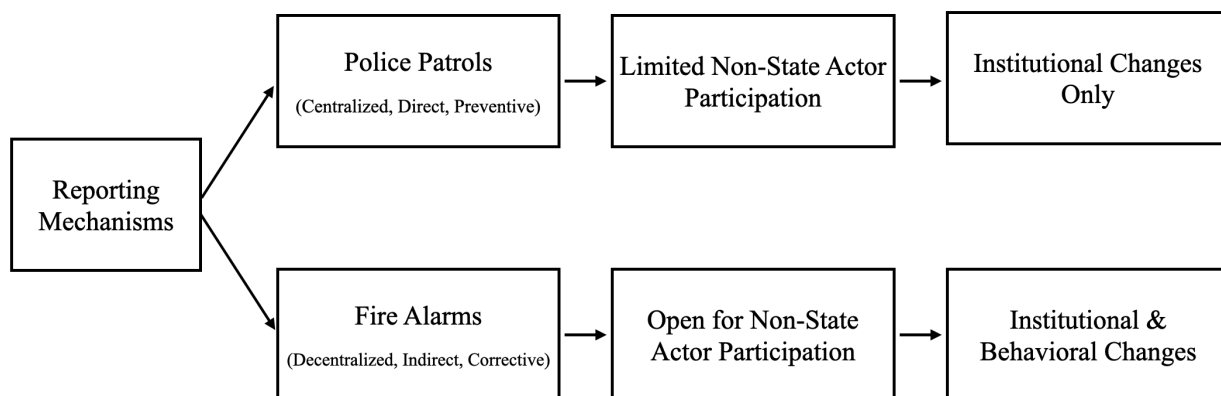 Reporting
Mechanisms
Police Patrols
(Centralized, Direct, Preventive)
Limited Non-State Actor
Participation
Institutional Changes
Only
Fire Alarms
(Decentralized, Indirect, Corrective)
Open for Non-State
Actor Participation
Institutional &
Behavioral Changes